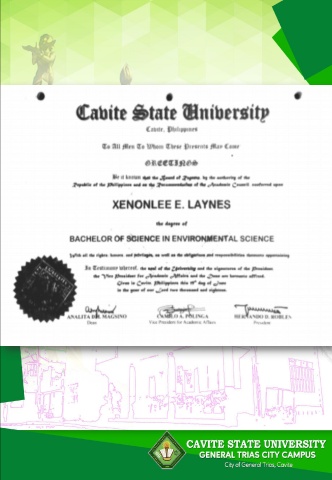 Cavite State University
Cavite, Philippines
To All Men To Whom These Presents May Come
GREETINGS
Be it known that the Board of Regents, by the authority of the
Republic of the Philippines and on the Recommendation of the Academic Council conferred upon
XENONLEE E. LAYNES
the degree of
BACHELOR OF SCIENCE IN ENVIRONMENTAL SCIENCE
With all the rights, honors and privileges, as well as the obligations and responsibilities thereunto appertaining
In Testimony whereof, the seal of the University and the signatures of the President
the Vice President for Academic Affairs and the Dean are hereunto affixed.
Given in Cavite, Philippines this day of
in the year of our Lord two thousand and eighteen.
ANALITA DM. MAGSINO
Dean
CAMILO A. POLINGA
Vice President for Academic Affairs
HERNANDO D. ROBLES
President
CAVITE STATE UNIVERSITY
GENERAL TRIAS CITY CAMPUS
City of General Trias, Cavite